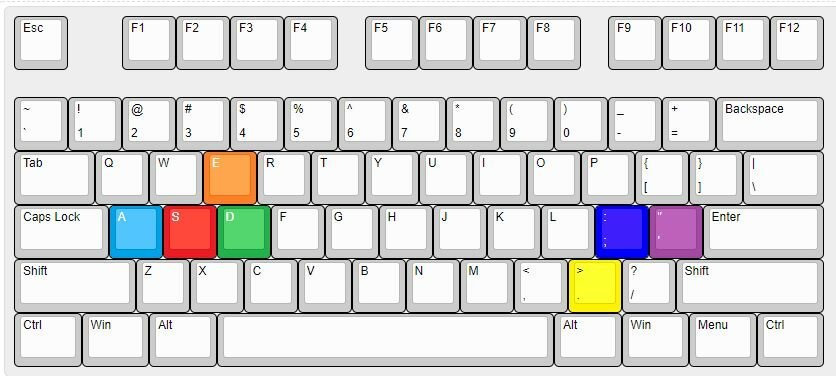 Esc F1 F2 F3 F4 F5 F6 F7 F8 F9 F10 F11 F12
~ ! @ # $ % ^ & * ( ) _ + Backspace
` 1 2 3 4 5 6 7 8 9 0 - =
Tab Q W E R T Y U I O P { } |
[ ] \
Caps Lock A S D F G H J K L : " Enter
; '
Shift Z X C V B N M < > ? Shift
, . /
Ctrl Win Alt Alt Win Menu Ctrl